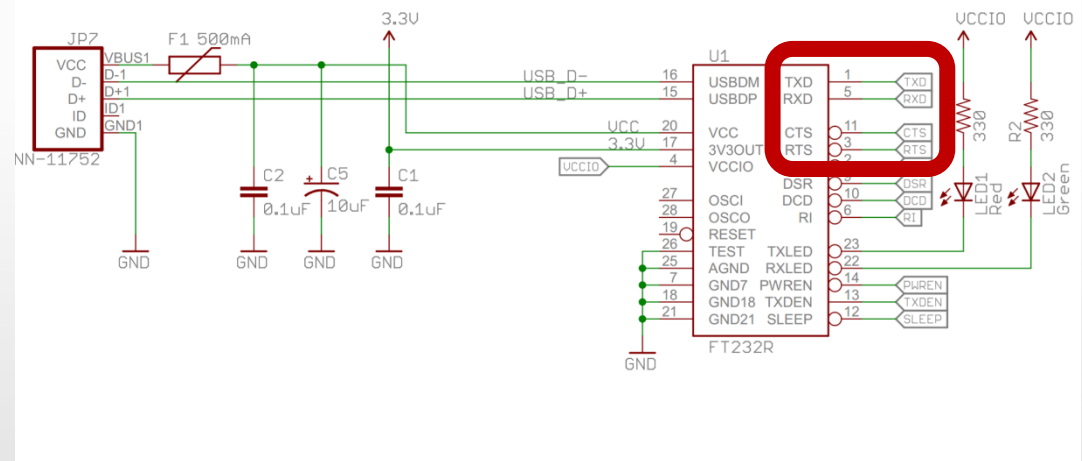 3.3V
VCCIO VCCIO
JP7
VCC
D-
D+
ID
GND
VBUS1
D-1
D+1
ID1
GND1
NN-11752
F1 500mA
C2
0.1uF
C5
+
10uF
C1
0.1uF
GND
GND
GND
GND
USB_D-
USB_D+
VCC
3.3V
VCCIO
U1
16 USBDM TXD 1 TXD
15 USBDP RXD 5 RXD
20 VCC CTS 11 CTS
17 3V3OUT RTS 3 RTS
4 VCCIO
DSR DSR
27 OSCI DCD 10 DCD
28 OSCO RI 6 RI
19 RESET
26 TEST TXLED 23
25 AGND RXLED 22
7 GND7 PWREN 14 PWREN
18 GND18 TXDEN 13 TXDEN
21 GND21 SLEEP 12 SLEEP
FT232R
GND
330
R2
330
LED1
Red
LED2
Green